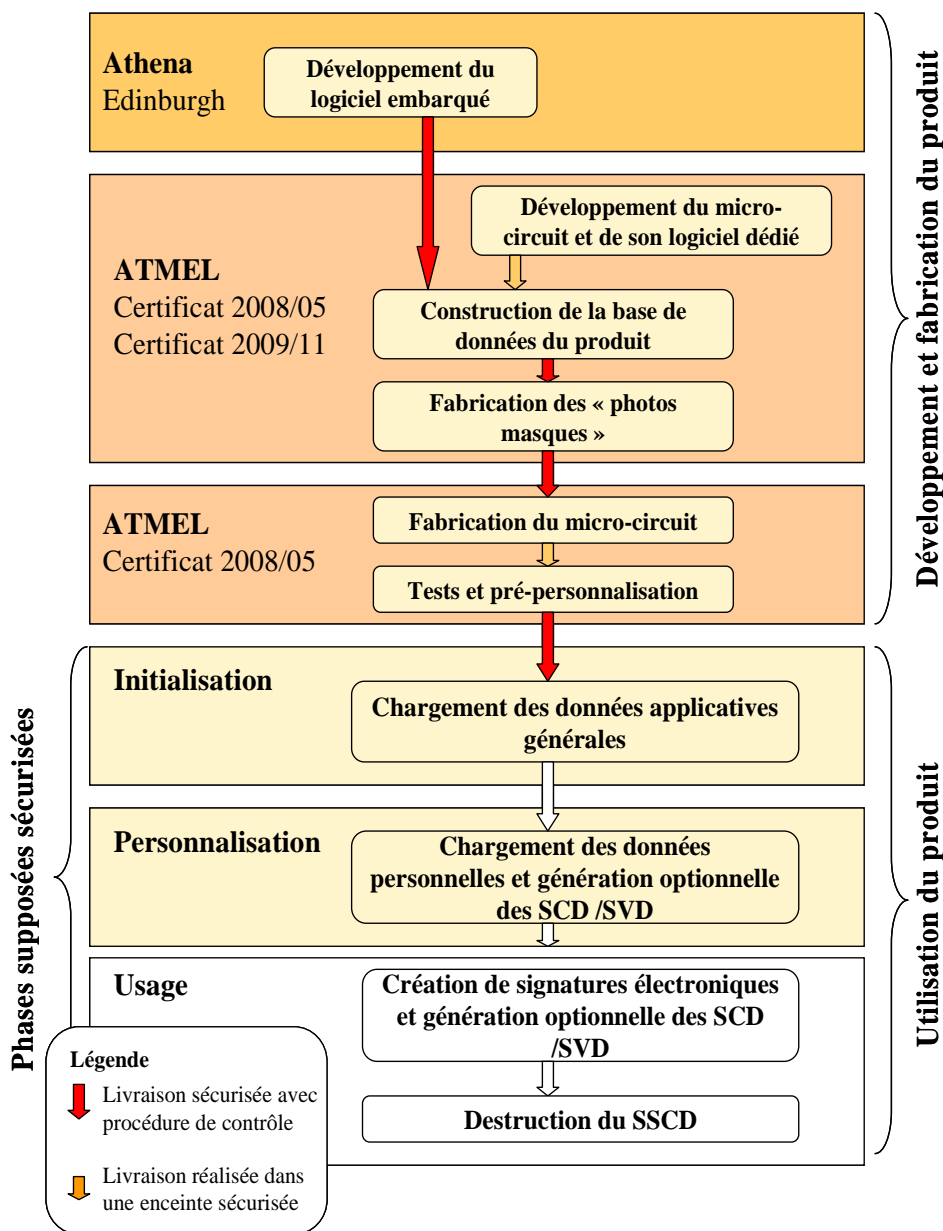 Athena
Edinburgh
Développement du
logiciel embarqué
Développement du micro-
circuit et de son logiciel dédié
ATMEL
Certificat 2008/05
Certificat 2009/11
Construction de la base de
données du produit
Fabrication des « photos
masques »
ATMEL
Certificat 2008/05
Fabrication du micro-circuit
Tests et pré-personnalisation
Développement et fabrication du produit
Initialisation
Chargement des données applicatives
générales
Personnalisation
Chargement des données
personnelles et génération optionnelle
des SCD /SVD
Usage
Création de signatures électroniques
et génération optionnelle des SCD
/SVD
Destruction du SSCD
Phases supposées sécurisées
Utilisation du produit
Légende
Livraison sécurisée avec
procédure de contrôle
Livraison réalisée dans
une enceinte sécurisée